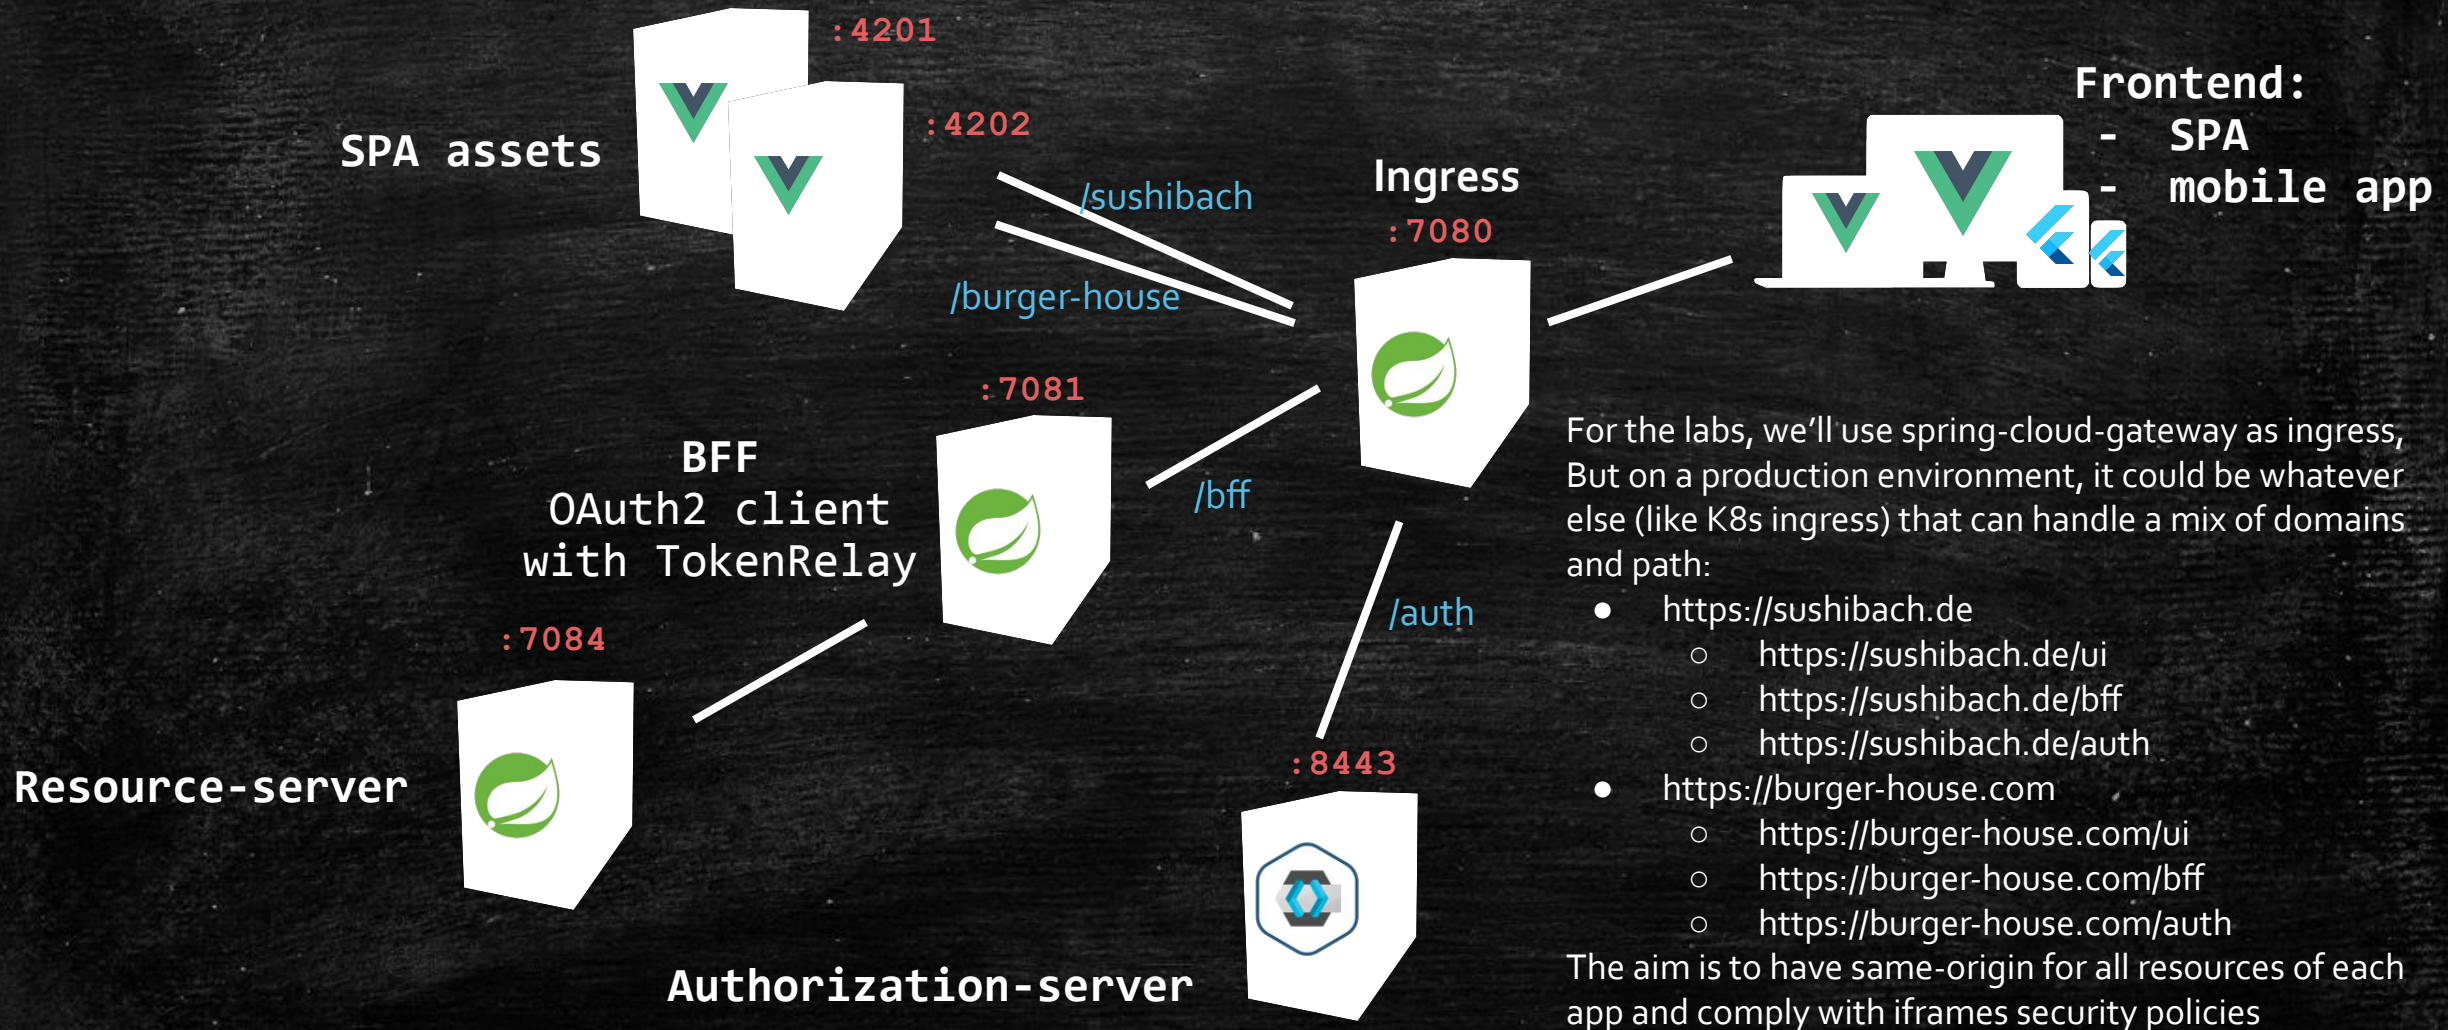 :4201
:4202
SPA assets
Frontend:
- SPA
- mobile app
/sushibach
Ingress
:7080
/burger-house
:7081
BFF
OAuth2 client
with TokenRelay
/bff
/auth
:7084
Resource-server
:8443
Authorization-server
For the labs, we’ll use spring-cloud-gateway as ingress,
But on a production environment, it could be whatever
else (like K8s ingress) that can handle a mix of domains
and path:
● https://sushibach.de
○ https://sushibach.de/ui
○ https://sushibach.de/bff
○ https://sushibach.de/auth
● https://burger-house.com
○ https://burger-house.com/ui
○ https://burger-house.com/bff
○ https://burger-house.com/auth
The aim is to have same-origin for all resources of each
app and comply with iframes security policies